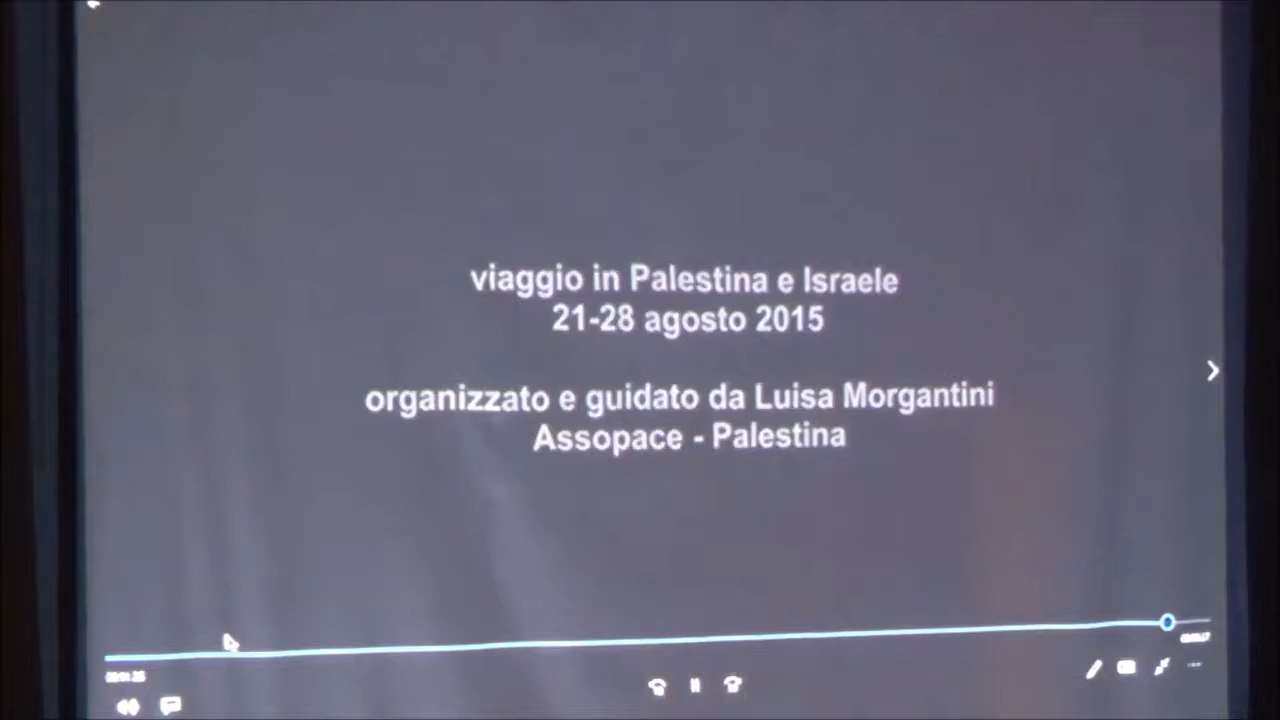 viaggio in Palestina e Israele
21-28 agosto 2015
organizzato e guidato da Luisa Morgantini
Assopace - Palestina